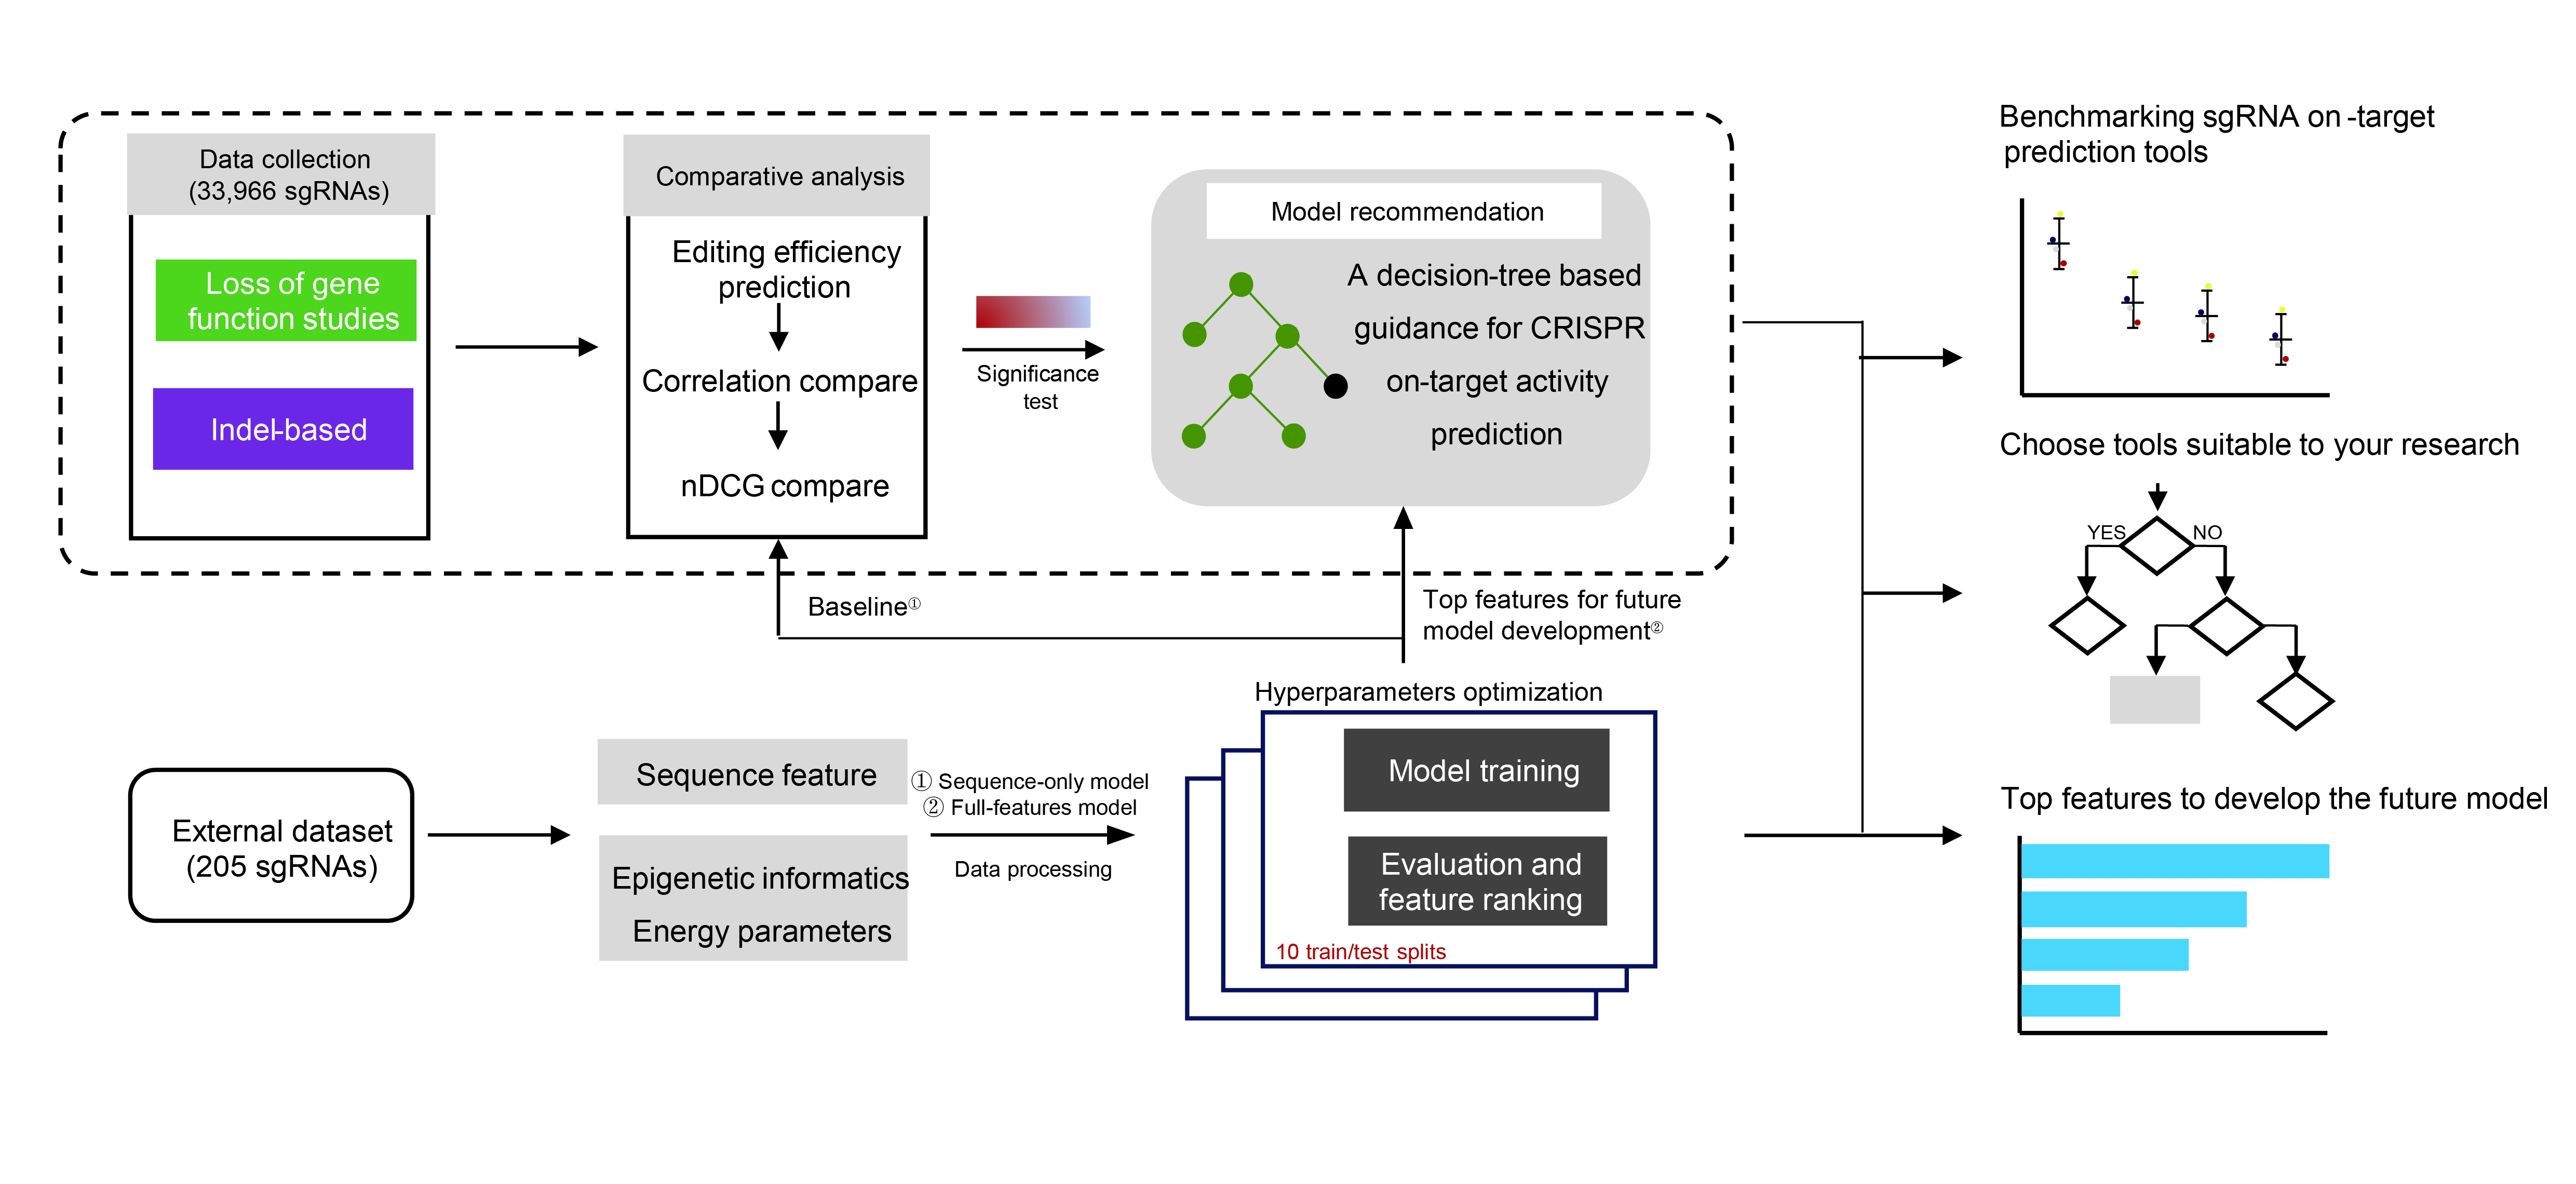 Data collection
(33,966 sgRNAs)
Loss of gene
function studies
Indel-based
Comparative analysis
Editing efficiency
prediction
Correlation compare
nDCG compare
Significance
test
Model recommendation
A decision-tree based
guidance for CRISPR
on-target activity
prediction
Baseline①
Top features for future
model development②
External dataset
(205 sgRNAs)
Sequence feature
Epigenetic informatics
Energy parameters
① Sequence-only model
② Full-features model
Data processing
Hyperparameters optimization
Model training
Evaluation and
feature ranking
10 train/test splits
Benchmarking sgRNA on-target
prediction tools
Choose tools suitable to your research
YES
NO
Top features to develop the future model